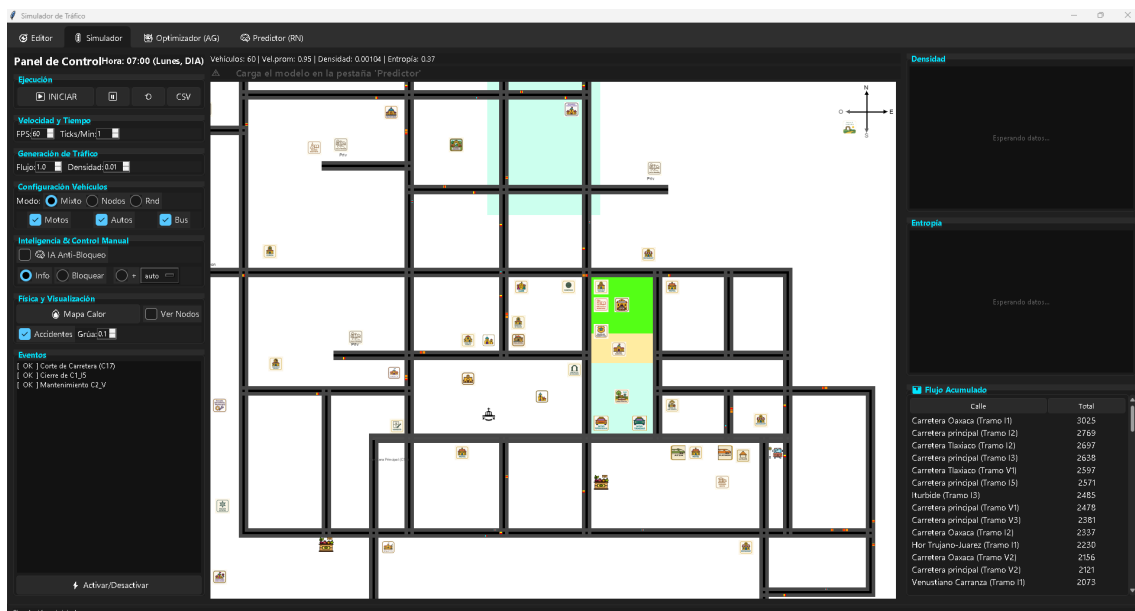 Simulador de Tráfico
Editor Simulador Optimizador (AG) Predictor (RN)
Panel de Control Hora: 07:00 (Lunes, DIA)
Ejecución
INICIAR CSV
Velocidad y Tiempo
FPS: 60 Ticks/Min: 1
Generación de Tráfico
Flujo: 1.0 Densidad: 0.01
Configuración Vehículos
Modo: Mixto Nodos Rnd
Motos Autos Bus
Inteligencia & Control Manual
IA Anti-Bloqueo
Info Bloquear + auto
Física y Visualización
Mapa Calor Ver Nodos
Accidentes Grúa: 0.1
Eventos
[ OK ] Corte de Carretera (C17)
[ OK ] Cierre de C1_I5
[ OK ] Mantenimiento C2_V
Activar/Desactivar
Vehículos: 60 | Vel.prom: 0.95 | Densidad: 0.00104 | Entropía: 0.37
Carga el modelo en la pestaña 'Predictor'
N
O E
S
Densidad
Esperando datos...
Entropía
Esperando datos...
Flujo Acumulado
Calle Total
Carretera Oaxaca (Tramo I1) 3025
Carretera principal (Tramo I2) 2769
Carretera Tlaxiaco (Tramo I2) 2697
Carretera principal (Tramo I3) 2638
Carretera Tlaxiaco (Tramo V1) 2597
Carretera principal (Tramo I5) 2571
Iturbide (Tramo I3) 2485
Carretera principal (Tramo V1) 2478
Carretera principal (Tramo V3) 2381
Carretera Oaxaca (Tramo I2) 2337
Hor Trujano-Juarez (Tramo I1) 2230
Carretera Oaxaca (Tramo V2) 2156
Carretera principal (Tramo V2) 2121
Venustiano Carranza (Tramo I1) 2073